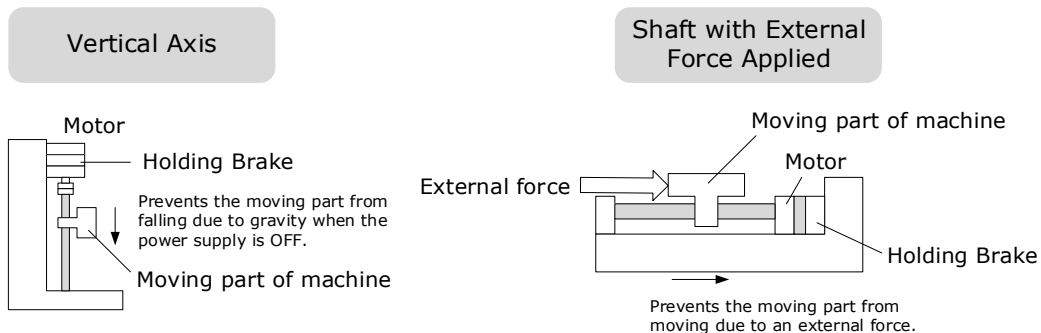 Vertical Axis
Motor
Holding Brake
Prevents the moving part from
falling due to gravity when the
power supply is OFF.
Moving part of machine
Shaft with External
Force Applied
Moving part of machine
Motor
External force
Holding Brake
Prevents the moving part from
moving due to an external force.